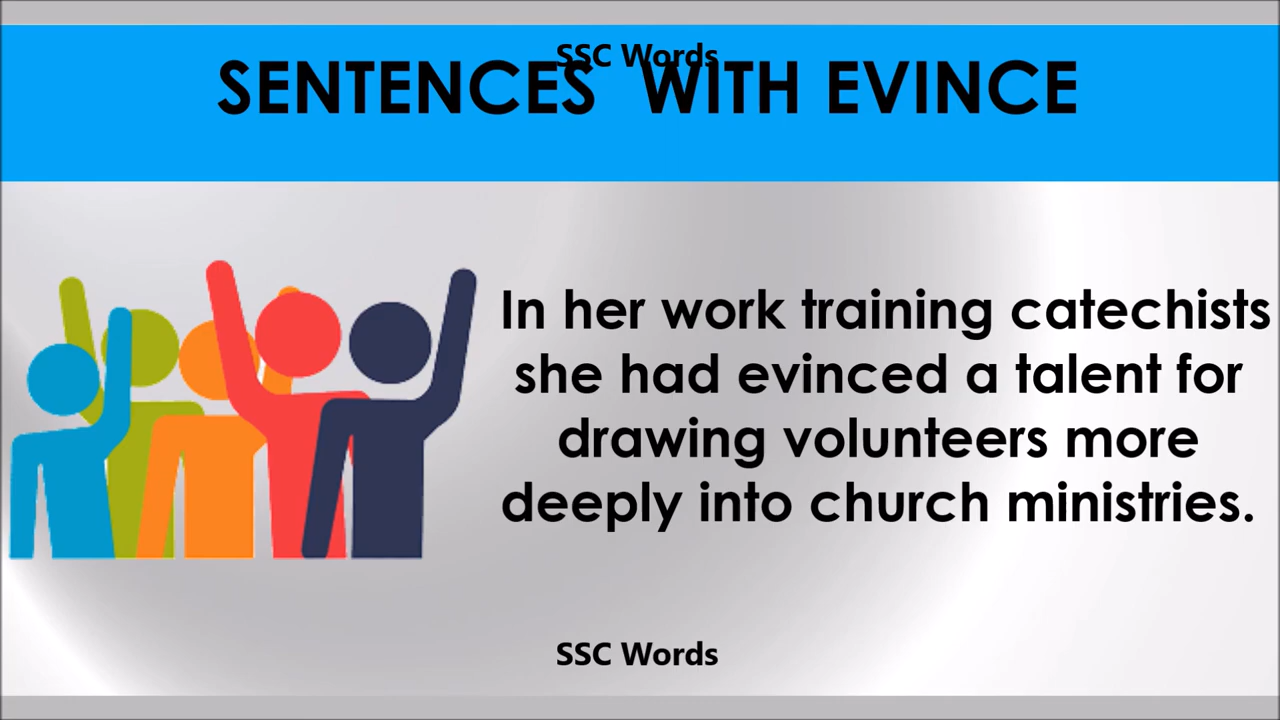 SSC Words
SENTENCES WITH EVINCE
In her work training catechists
she had evinced a talent for
drawing volunteers more
deeply into church ministries.
SSC Words